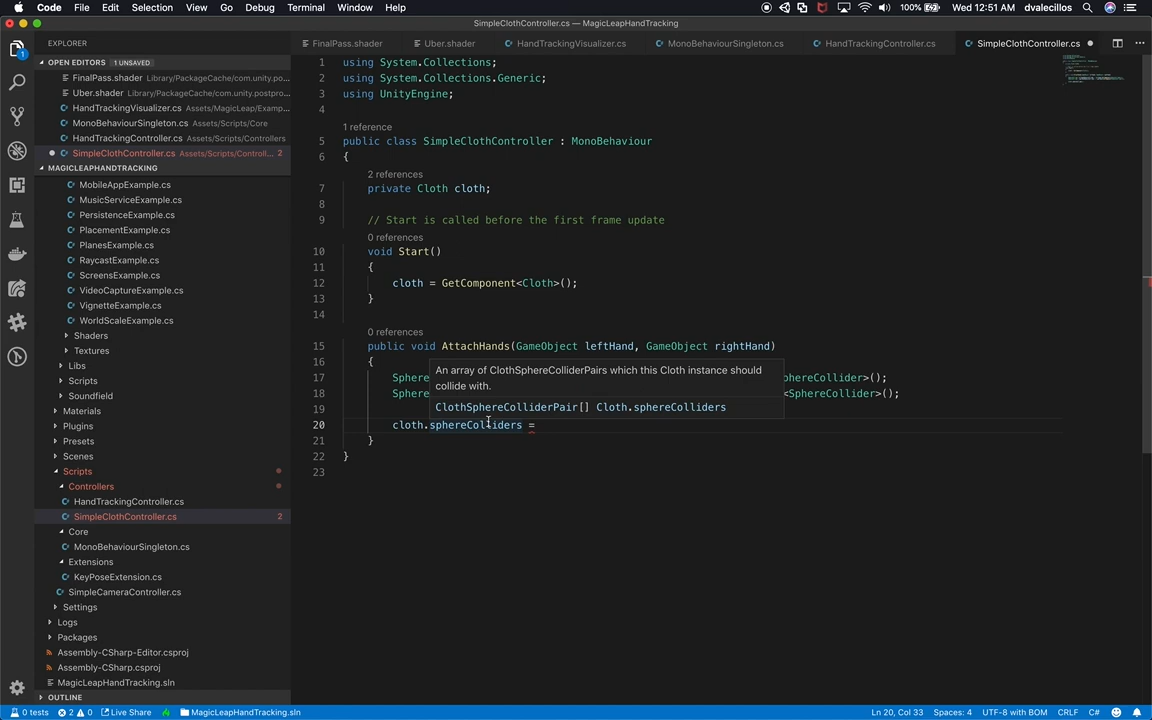 Code File Edit Selection View Go Debug Terminal Window Help 100% Wed 12:51 AM dvalecillos
SimpleClothController.cs — MagicLeapHandTracking
EXPLORER
FinalPass.shader Uber.shader HandTrackingVisualizer.cs MonoBehaviourSingleton.cs HandTrackingController.cs SimpleClothController.cs
1
OPEN EDITORS 1 UNSAVED
FinalPass.shader Library/PackageCache/com.unity.po...
Uber.shader Library/PackageCache/com.unity.postpro...
HandTrackingVisualizer.cs Assets/MagicLeap/Examp...
MonoBehaviourSingleton.cs Assets/Scripts/Core
HandTrackingController.cs Assets/Scripts/Controllers
SimpleClothController.cs Assets/Scripts/Controll... 2
MAGICLEAPHANDTRACKING
MobileAppExample.cs
MusicServiceExample.cs
PersistenceExample.cs
PlacementExample.cs
PlanesExample.cs
RaycastExample.cs
ScreensExample.cs
VideoCaptureExample.cs
VignetteExample.cs
WorldScaleExample.cs
Shaders
Textures
Libs
Scripts
Soundfield
Materials
Plugins
Presets
Scenes
Scripts
Controllers
HandTrackingController.cs
SimpleClothController.cs 2
Core
MonoBehaviourSingleton.cs
Extensions
KeyPoseExtension.cs
SimpleCameraController.cs
Settings
Logs
Packages
Assembly-CSharp-Editor.csproj
Assembly-CSharp.csproj
MagicLeapHandTracking.sln
OUTLINE
1 using System.Collections;
2 using System.Collections.Generic;
3 using UnityEngine;
4
1 reference
5 public class SimpleClothController : MonoBehaviour
6 {
2 references
7 private Cloth cloth;
8
9 // Start is called before the first frame update
0 references
10 void Start()
11 {
12 cloth = GetComponent<Cloth>();
13 }
14
0 references
15 public void AttachHands(GameObject leftHand, GameObject rightHand)
16 {
An array of ClothSphereColliderPairs which this Cloth instance should
collide with.
ClothSphereColliderPair[] Cloth.sphereColliders
17 Sphere phereCollider>();
18 Sphere <SphereCollider>();
19
20 cloth.sphereColliders =
21 }
22 }
23
0 tests 2 0 Live Share MagicLeapHandTracking.sln Ln 20, Col 33 Spaces: 4 UTF-8 with BOM CRLF C#